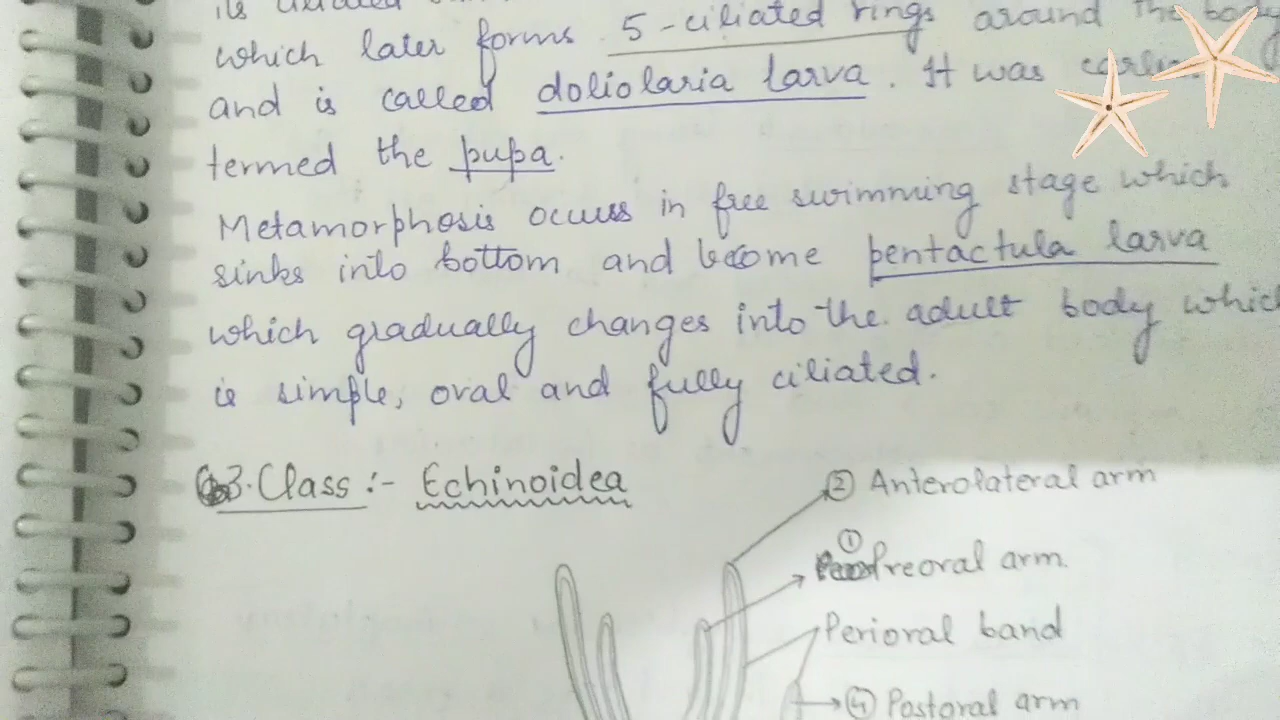 its
which later forms 5-ciliated rings around the body
and is called doliolaria larva. It was
termed the pupa.
Metamorphosis occurs in free swimming stage which
sinks into bottom and become pentactula larva
which gradually changes into the adult body which
is simple, oval and fully ciliated.
3. Class :- Echinoidea
② Anterolateral arm
①
Preoral arm.
Perioral band
④ Postoral arm